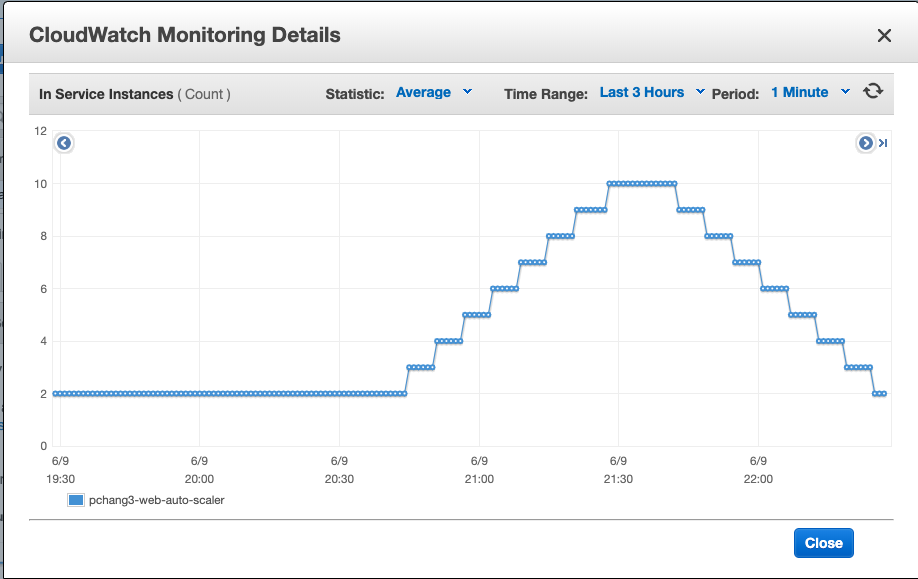 CloudWatch Monitoring Details
In Service Instances ( Count ) Statistic: Average Time Range: Last 3 Hours Period: 1 Minute
12
10
8
6
4
2
0
6/9 6/9 6/9 6/9 6/9 6/9
19:30 20:00 20:30 21:00 21:30 22:00
pchang3-web-auto-scaler
Close